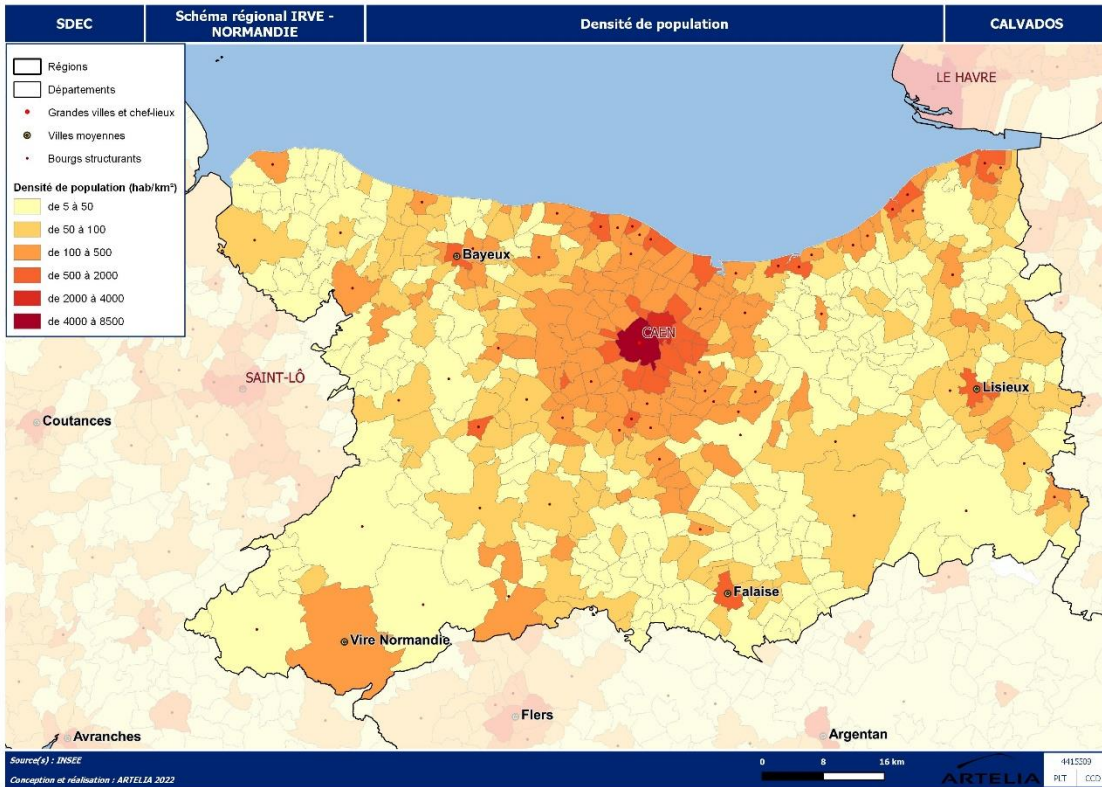 SDEC
Schéma régional IRVE -
NORMANDIE
Densité de population
CALVADOS
Régions
Départements
Grandes villes et chef-lieux
Villes moyennes
Bourgs structurants
Densité de population (hab/km²)
de 5 à 50
de 50 à 100
de 100 à 500
de 500 à 2000
de 2000 à 4000
de 4000 à 8500
LE HAVRE
Bayeux
CAEN
SAINT-LÔ
Lisieux
Coutances
Falaise
Vire Normandie
Flers
Argentan
Avranches
Source(s) : INSEE
Conception et réalisation : ARTELIA 2022
0 8 16 km
ARTELIA
4415309
PLT CCD